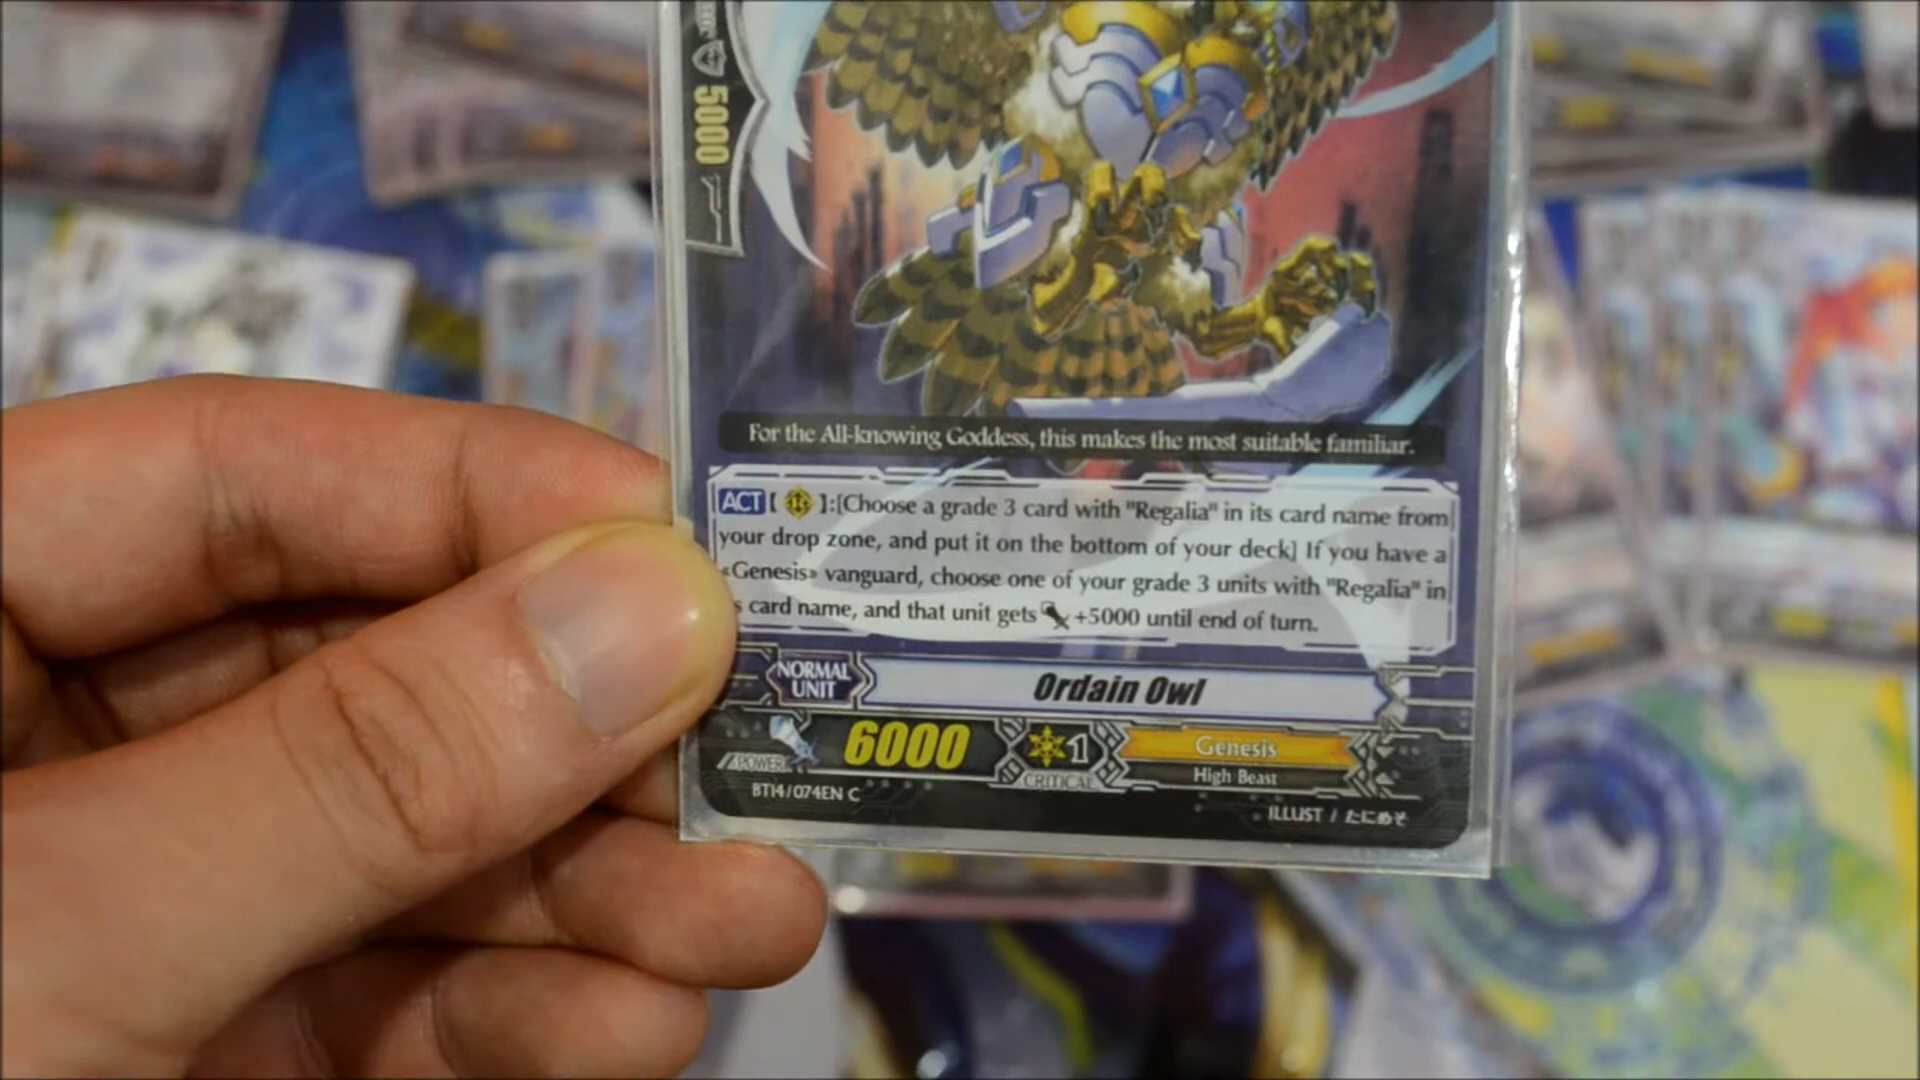 5000
For the All-knowing Goddess, this makes the most suitable familiar.
ACT【 】:[Choose a grade 3 card with "Regalia" in its card name from
your drop zone, and put it on the bottom of your deck] If you have a
«Genesis» vanguard, choose one of your grade 3 units with "Regalia" in
s card name, and that unit gets +5000 until end of turn.
NORMAL
UNIT
Ordain Owl
POWER 6000
1
CRITICAL
Genesis
High Beast
BT14/074EN C
ILLUST / たにめそ